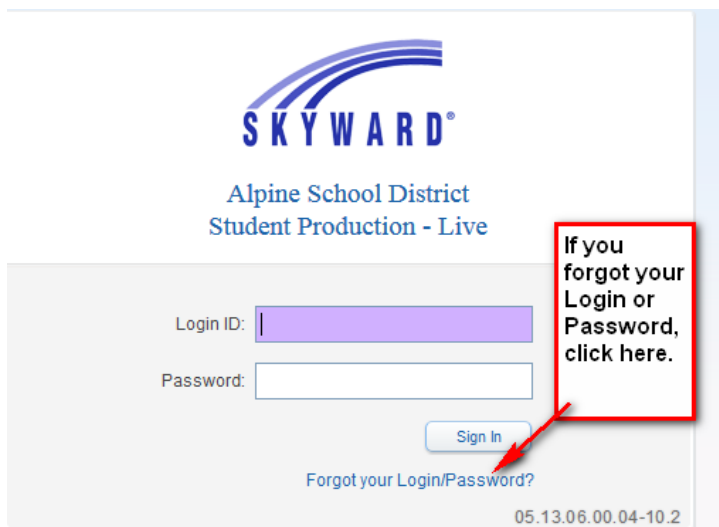 SKYWARD®
Alpine School District
Student Production - Live
If you
forgot your
Login or
Password,
click here.
Login ID:
Password:
Sign In
Forgot your Login/Password?
05.13.06.00.04-10.2